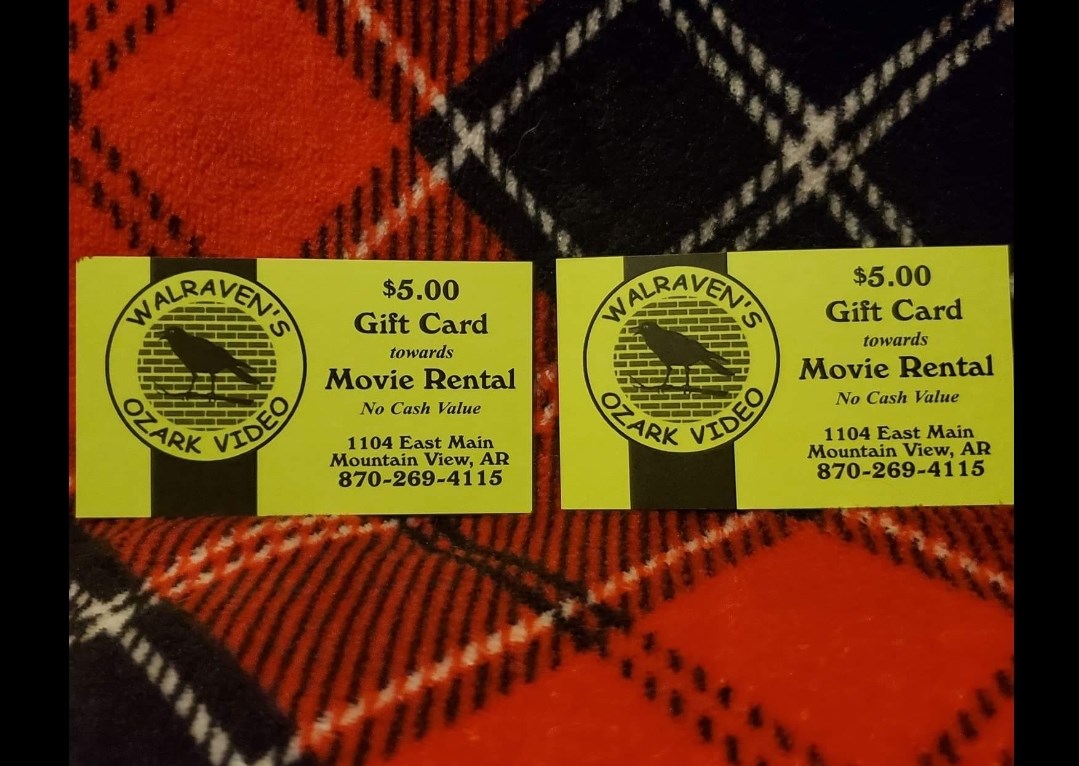 WALRAVEN'S
OZARK VIDEO
$5.00
Gift Card
towards
Movie Rental
No Cash Value
1104 East Main
Mountain View, AR
870-269-4115
WALRAVEN'S
OZARK VIDEO
$5.00
Gift Card
towards
Movie Rental
No Cash Value
1104 East Main
Mountain View, AR
870-269-4115